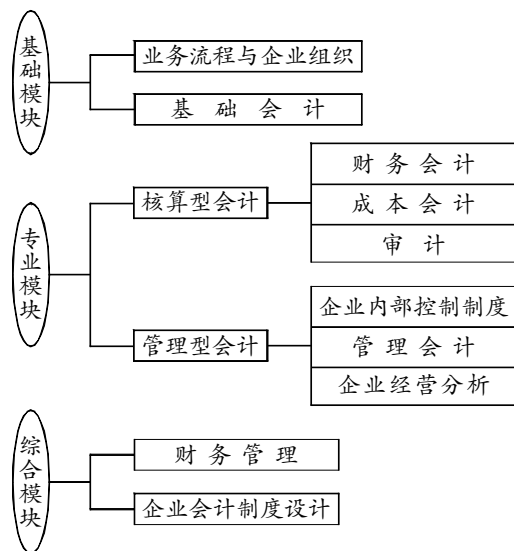 基础模块
业务流程与企业组织
基础会计
专业模块
核算型会计
财务会计
成本会计
审计
管理型会计
企业内部控制制度
管理会计
企业经营分析
综合模块
财务管理
企业会计制度设计